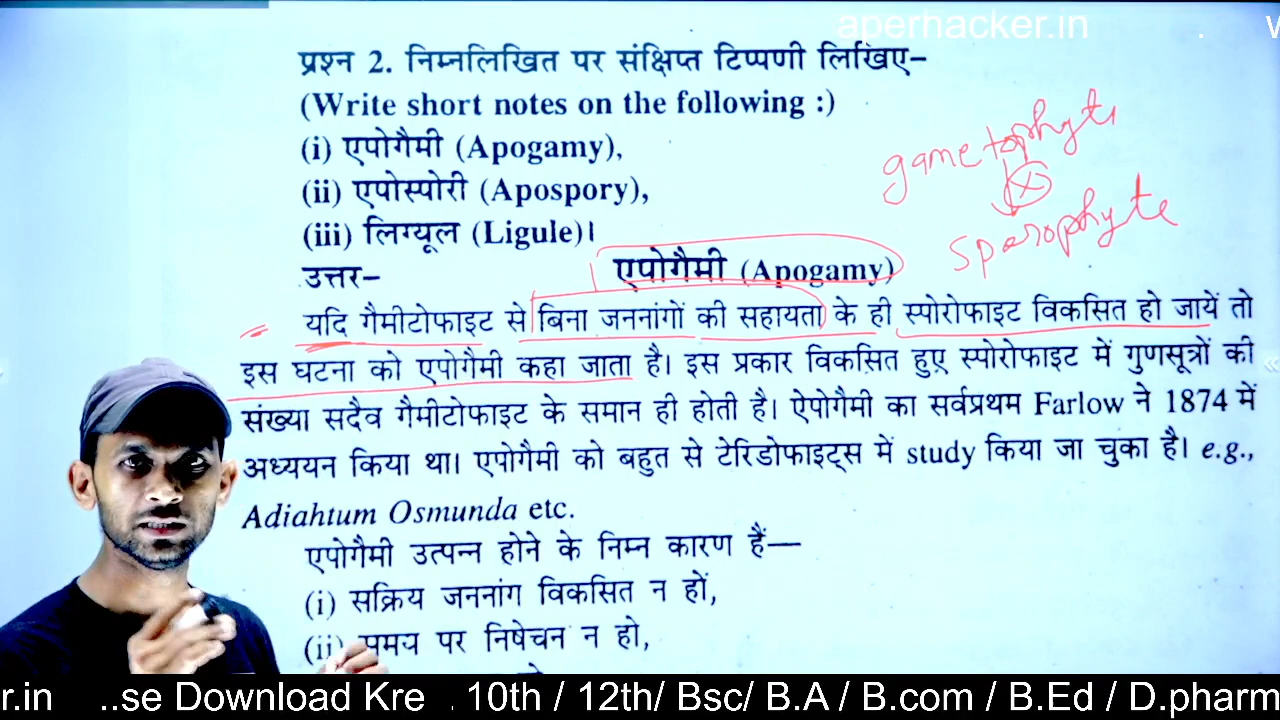 aperhacker.in
प्रश्न 2. निम्नलिखित पर संक्षिप्त टिप्पणी लिखिए–
(Write short notes on the following :)
(i) एपोगैमी (Apogamy),
(ii) एपोस्पोरी (Apospory),
(iii) लिग्यूल (Ligule)।
gametophyte
sporophyte
उत्तर–
एपोगैमी (Apogamy)
यदि गैमीटोफाइट से बिना जननांगों की सहायता के ही स्पोरोफाइट विकसित हो जायें तो
इस घटना को एपोगैमी कहा जाता है। इस प्रकार विकसित हुए स्पोरोफाइट में गुणसूत्रों की
संख्या सदैव गैमीटोफाइट के समान ही होती है। ऐपोगैमी का सर्वप्रथम Farlow ने 1874 में
अध्ययन किया था। एपोगैमी को बहुत से टेरिडोफाइट्स में study किया जा चुका है। e.g.,
Adiahtum Osmunda etc.
एपोगैमी उत्पन्न होने के निम्न कारण हैं—
(i) सक्रिय जननांग विकसित न हों,
(ii) समय पर निषेचन न हो,
r.in ..se Download Kre . 10th / 12th/ Bsc/ B.A / B.com / B.Ed / D.pharm